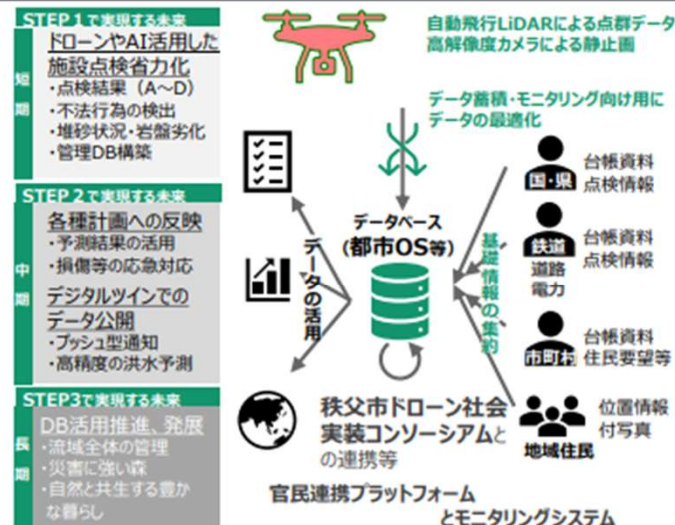 STEP1で実現する未来
短期
ドローンやAI活用した
施設点検省力化
・点検結果（A～D）
・不法行為の検出
・堆砂状況・岩盤劣化
・管理DB構築
STEP2で実現する未来
中期
各種計画への反映
・予測結果の活用
・損傷等の応急対応
デジタルツインでの
データ公開
・プッシュ型通知
・高精度の洪水予測
STEP3で実現する未来
長期
DB活用推進、発展
・流域全体の管理
・災害に強い森
・自然と共生する豊か
な暮らし
自動飛行LiDARによる点群データ
高解像度カメラによる静止画
データ蓄積・モニタリング向け用に
データの最適化
データベース
（都市OS等）
データの活用
基礎情報の集約
国・県
台帳資料
点検情報
鉄道
道路
電力
台帳資料
点検情報
市町村
台帳資料
住民要望等
地域住民
位置情報
付写真
秩父市ドローン社会
実装コンソーシアムと
の連携等
官民連携プラットフォーム
とモニタリングシステム